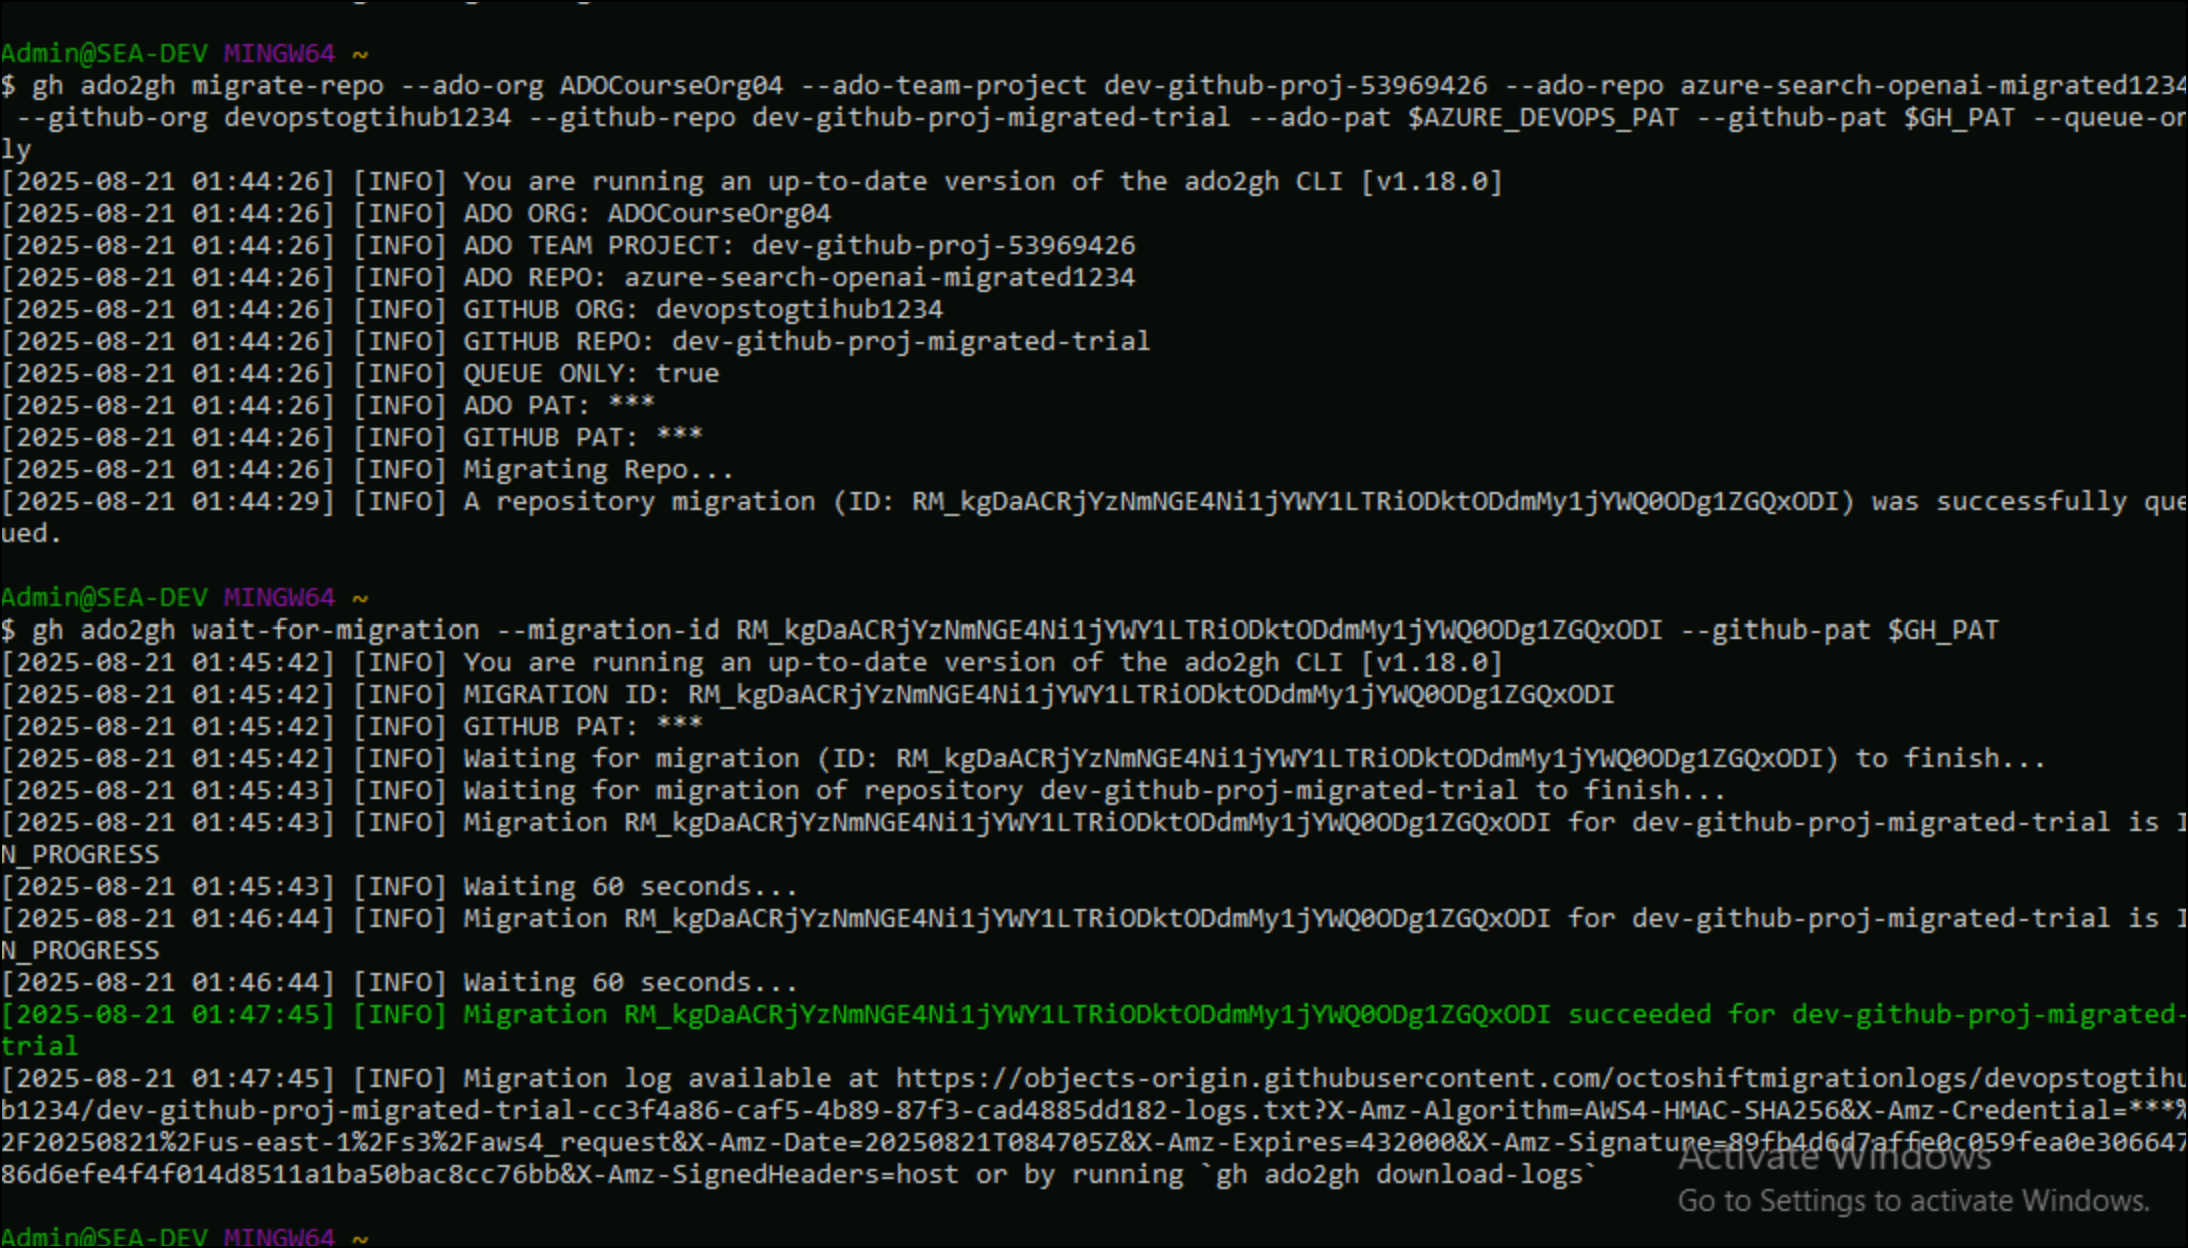 Admin@SEA-DEV MINGW64 ~
$ gh ado2gh migrate-repo --ado-org ADOCourseOrg04 --ado-team-project dev-github-proj-53969426 --ado-repo azure-search-openai-migrated1234
--github-org devopstogtihub1234 --github-repo dev-github-proj-migrated-trial --ado-pat $AZURE_DEVOPS_PAT --github-pat $GH_PAT --queue-on
ly
[2025-08-21 01:44:26] [INFO] You are running an up-to-date version of the ado2gh CLI [v1.18.0]
[2025-08-21 01:44:26] [INFO] ADO ORG: ADOCourseOrg04
[2025-08-21 01:44:26] [INFO] ADO TEAM PROJECT: dev-github-proj-53969426
[2025-08-21 01:44:26] [INFO] ADO REPO: azure-search-openai-migrated1234
[2025-08-21 01:44:26] [INFO] GITHUB ORG: devopstogtihub1234
[2025-08-21 01:44:26] [INFO] GITHUB REPO: dev-github-proj-migrated-trial
[2025-08-21 01:44:26] [INFO] QUEUE ONLY: true
[2025-08-21 01:44:26] [INFO] ADO PAT: ***
[2025-08-21 01:44:26] [INFO] GITHUB PAT: ***
[2025-08-21 01:44:26] [INFO] Migrating Repo...
[2025-08-21 01:44:29] [INFO] A repository migration (ID: RM_kgDaACRjYzNmNGE4Ni1jYWY1LTRiODktODdmMy1jYWQ0ODg1ZGQxODI) was successfully que
ued.
Admin@SEA-DEV MINGW64 ~
$ gh ado2gh wait-for-migration --migration-id RM_kgDaACRjYzNmNGE4Ni1jYWY1LTRiODktODdmMy1jYWQ0ODg1ZGQxODI --github-pat $GH_PAT
[2025-08-21 01:45:42] [INFO] You are running an up-to-date version of the ado2gh CLI [v1.18.0]
[2025-08-21 01:45:42] [INFO] MIGRATION ID: RM_kgDaACRjYzNmNGE4Ni1jYWY1LTRiODktODdmMy1jYWQ0ODg1ZGQxODI
[2025-08-21 01:45:42] [INFO] GITHUB PAT: ***
[2025-08-21 01:45:42] [INFO] Waiting for migration (ID: RM_kgDaACRjYzNmNGE4Ni1jYWY1LTRiODktODdmMy1jYWQ0ODg1ZGQxODI) to finish...
[2025-08-21 01:45:43] [INFO] Waiting for migration of repository dev-github-proj-migrated-trial to finish...
[2025-08-21 01:45:43] [INFO] Migration RM_kgDaACRjYzNmNGE4Ni1jYWY1LTRiODktODdmMy1jYWQ0ODg1ZGQxODI for dev-github-proj-migrated-trial is I
N_PROGRESS
[2025-08-21 01:45:43] [INFO] Waiting 60 seconds...
[2025-08-21 01:46:44] [INFO] Migration RM_kgDaACRjYzNmNGE4Ni1jYWY1LTRiODktODdmMy1jYWQ0ODg1ZGQxODI for dev-github-proj-migrated-trial is I
N_PROGRESS
[2025-08-21 01:46:44] [INFO] Waiting 60 seconds...
[2025-08-21 01:47:45] [INFO] Migration RM_kgDaACRjYzNmNGE4Ni1jYWY1LTRiODktODdmMy1jYWQ0ODg1ZGQxODI succeeded for dev-github-proj-migrated-
trial
[2025-08-21 01:47:45] [INFO] Migration log available at https://objects-origin.githubusercontent.com/octoshiftmigrationlogs/devopstogtihu
b1234/dev-github-proj-migrated-trial-cc3f4a86-caf5-4b89-87f3-cad4885dd182-logs.txt?X-Amz-Algorithm=AWS4-HMAC-SHA256&X-Amz-Credential=***%
2F20250821%2Fus-east-1%2Fs3%2Faws4_request&X-Amz-Date=20250821T084705Z&X-Amz-Expires=432000&X-Amz-Signature=89fb4d6d7affe0c059fea0e306647
86d6efe4f4f014d8511a1ba50bac8cc76bb&X-Amz-SignedHeaders=host or by running `gh ado2gh download-logs`
Activate Windows
Go to Settings to activate Windows.
Admin@SEA-DEV MINGW64 ~